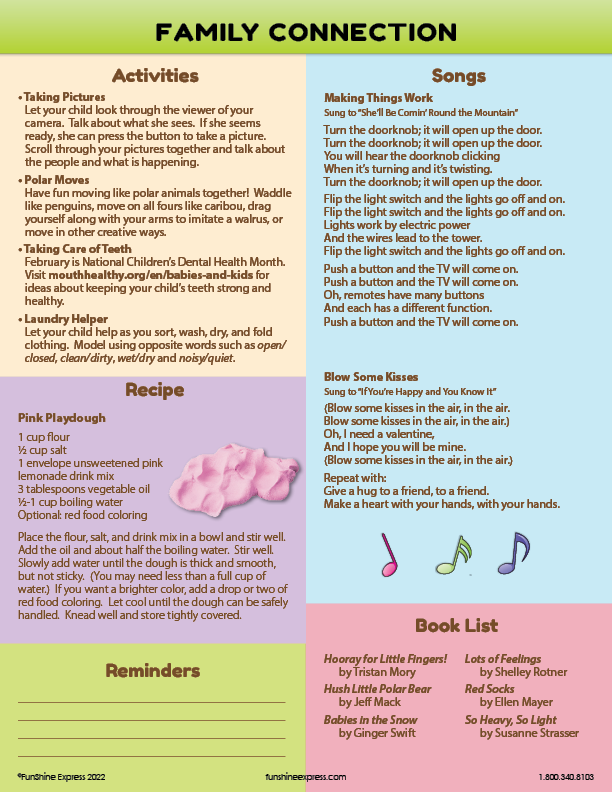 FAMILY CONNECTION
Activities
• Taking Pictures
Let your child look through the viewer of your
camera.  Talk about what she sees.  If she seems
ready, she can press the button to take a picture.
Scroll through your pictures together and talk about
the people and what is happening.
• Polar Moves
Have fun moving like polar animals together!  Waddle
like penguins, move on all fours like caribou, drag
yourself along with your arms to imitate a walrus, or
move in other creative ways.
• Taking Care of Teeth
February is National Children's Dental Health Month.
Visit mouthhealthy.org/en/babies-and-kids for
ideas about keeping your child's teeth strong and
healthy.
• Laundry Helper
Let your child help as you sort, wash, dry, and fold
clothing.  Model using opposite words such as open/
closed, clean/dirty, wet/dry and noisy/quiet.
Recipe
Pink Playdough
1 cup flour
½ cup salt
1 envelope unsweetened pink
lemonade drink mix
3 tablespoons vegetable oil
½-1 cup boiling water
Optional: red food coloring
Place the flour, salt, and drink mix in a bowl and stir well.
Add the oil and about half the boiling water.  Stir well.
Slowly add water until the dough is thick and smooth,
but not sticky.  (You may need less than a full cup of
water.)  If you want a brighter color, add a drop or two of
red food coloring.  Let cool until the dough can be safely
handled.  Knead well and store tightly covered.
Reminders
Songs
Making Things Work
Sung to "She'll Be Comin' Round the Mountain"
Turn the doorknob; it will open up the door.
Turn the doorknob; it will open up the door.
You will hear the doorknob clicking
When it's turning and it's twisting.
Turn the doorknob; it will open up the door.
Flip the light switch and the lights go off and on.
Flip the light switch and the lights go off and on.
Lights work by electric power
And the wires lead to the tower.
Flip the light switch and the lights go off and on.
Push a button and the TV will come on.
Push a button and the TV will come on.
Oh, remotes have many buttons
And each has a different function.
Push a button and the TV will come on.
Blow Some Kisses
Sung to "If You're Happy and You Know It"
(Blow some kisses in the air, in the air.
Blow some kisses in the air, in the air.)
Oh, I need a valentine,
And I hope you will be mine.
(Blow some kisses in the air, in the air.)
Repeat with:
Give a hug to a friend, to a friend.
Make a heart with your hands, with your hands.
Book List
Hooray for Little Fingers!
by Tristan Mory
Hush Little Polar Bear
by Jeff Mack
Babies in the Snow
by Ginger Swift
Lots of Feelings
by Shelley Rotner
Red Socks
by Ellen Mayer
So Heavy, So Light
by Susanne Strasser
©FunShine Express 2022
funshineexpress.com
1.800.340.8103